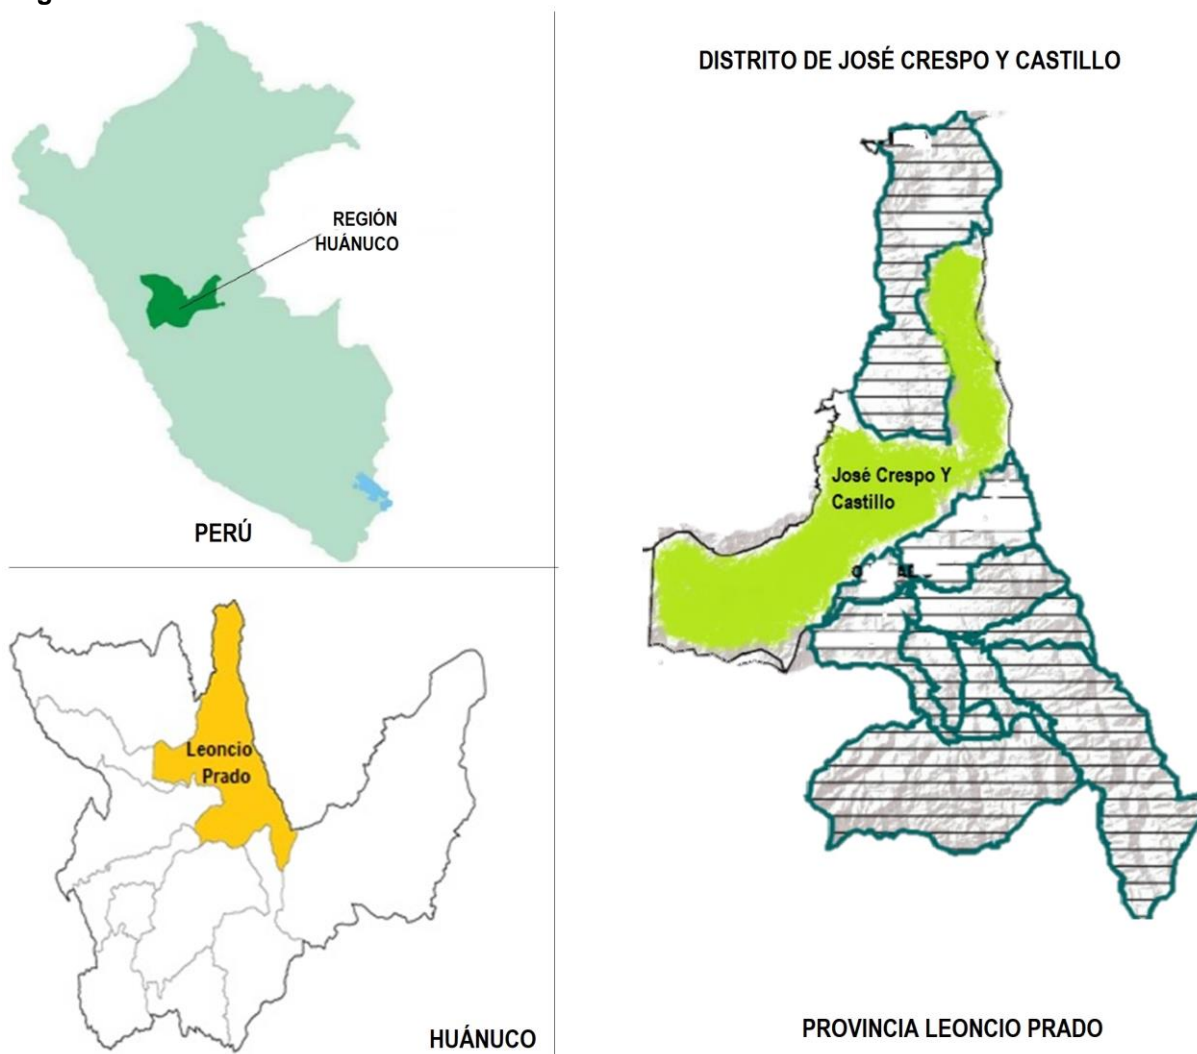 REGIÓN
HUÁNUCO
PERÚ
Leoncio
Prado
HUÁNUCO
DISTRITO DE JOSÉ CRESPO Y CASTILLO
José Crespo Y
Castillo
PROVINCIA LEONCIO PRADO